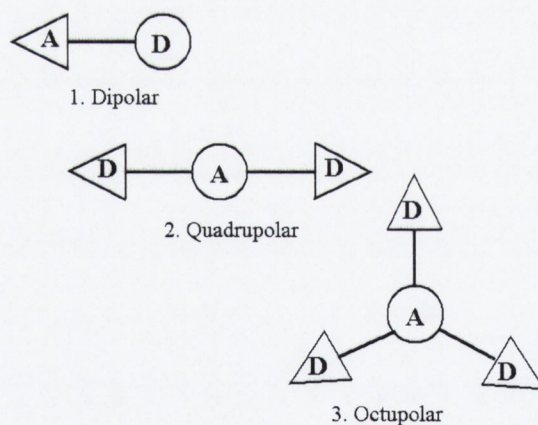 A D
1. Dipolar
D A D
2. Quadrupolar
D
A
D D
3. Octupolar